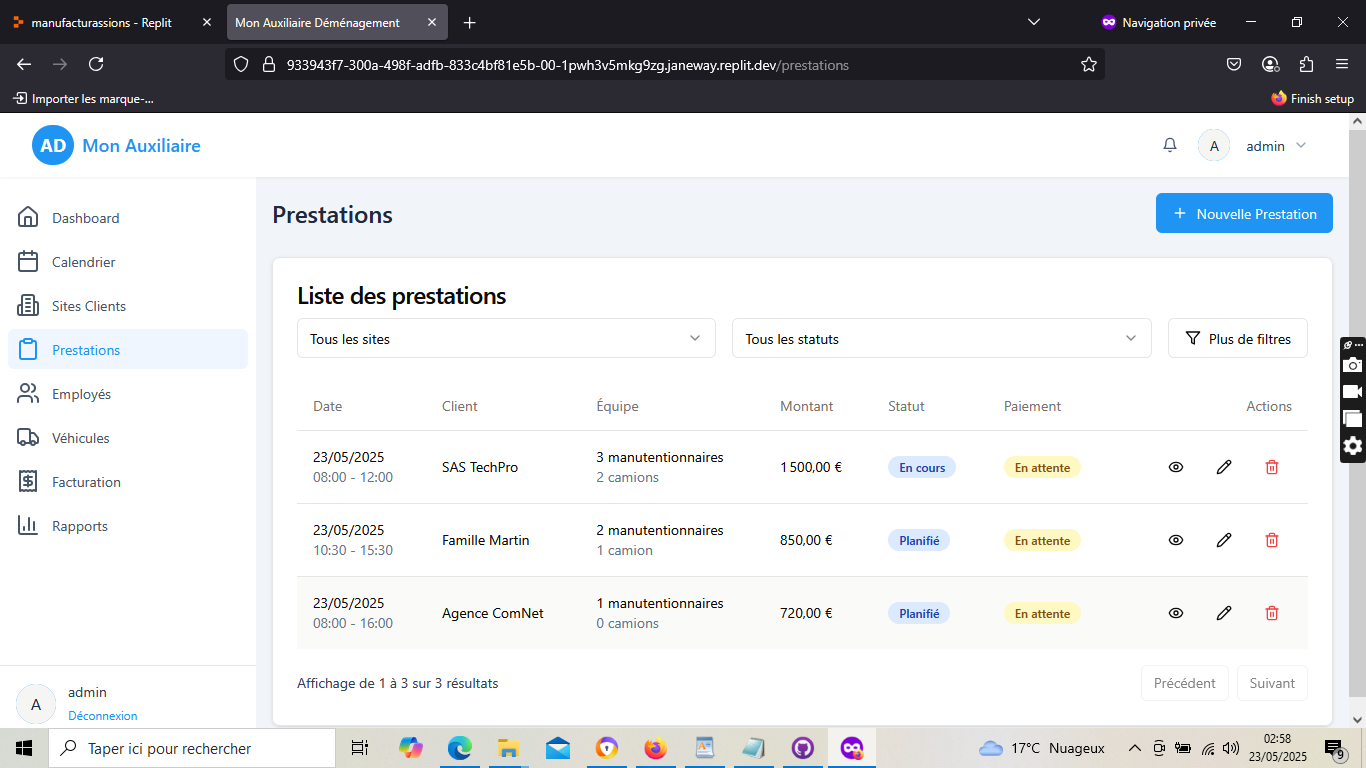 manufacturassions - Replit
Mon Auxiliaire Déménagement
Navigation privée
933943f7-300a-498f-adfb-833c4bf81e5b-00-1pwh3v5mkg9zg.janeway.replit.dev/prestations
Importer les marque-...
Finish setup
AD Mon Auxiliaire
A admin
Dashboard
Calendrier
Sites Clients
Prestations
Employés
Véhicules
Facturation
Rapports
A admin
Déconnexion
Prestations
+ Nouvelle Prestation
Liste des prestations
Tous les sites
Tous les statuts
Plus de filtres
Date Client Équipe Montant Statut Paiement Actions
23/05/2025 SAS TechPro 3 manutentionnaires 1 500,00 € En cours En attente
08:00 - 12:00 2 camions
23/05/2025 Famille Martin 2 manutentionnaires 850,00 € Planifié En attente
10:30 - 15:30 1 camion
23/05/2025 Agence ComNet 1 manutentionnaires 720,00 € Planifié En attente
08:00 - 16:00 0 camions
Affichage de 1 à 3 sur 3 résultats
Précédent
Suivant
Taper ici pour rechercher
17°C Nuageux
02:58
23/05/2025
9